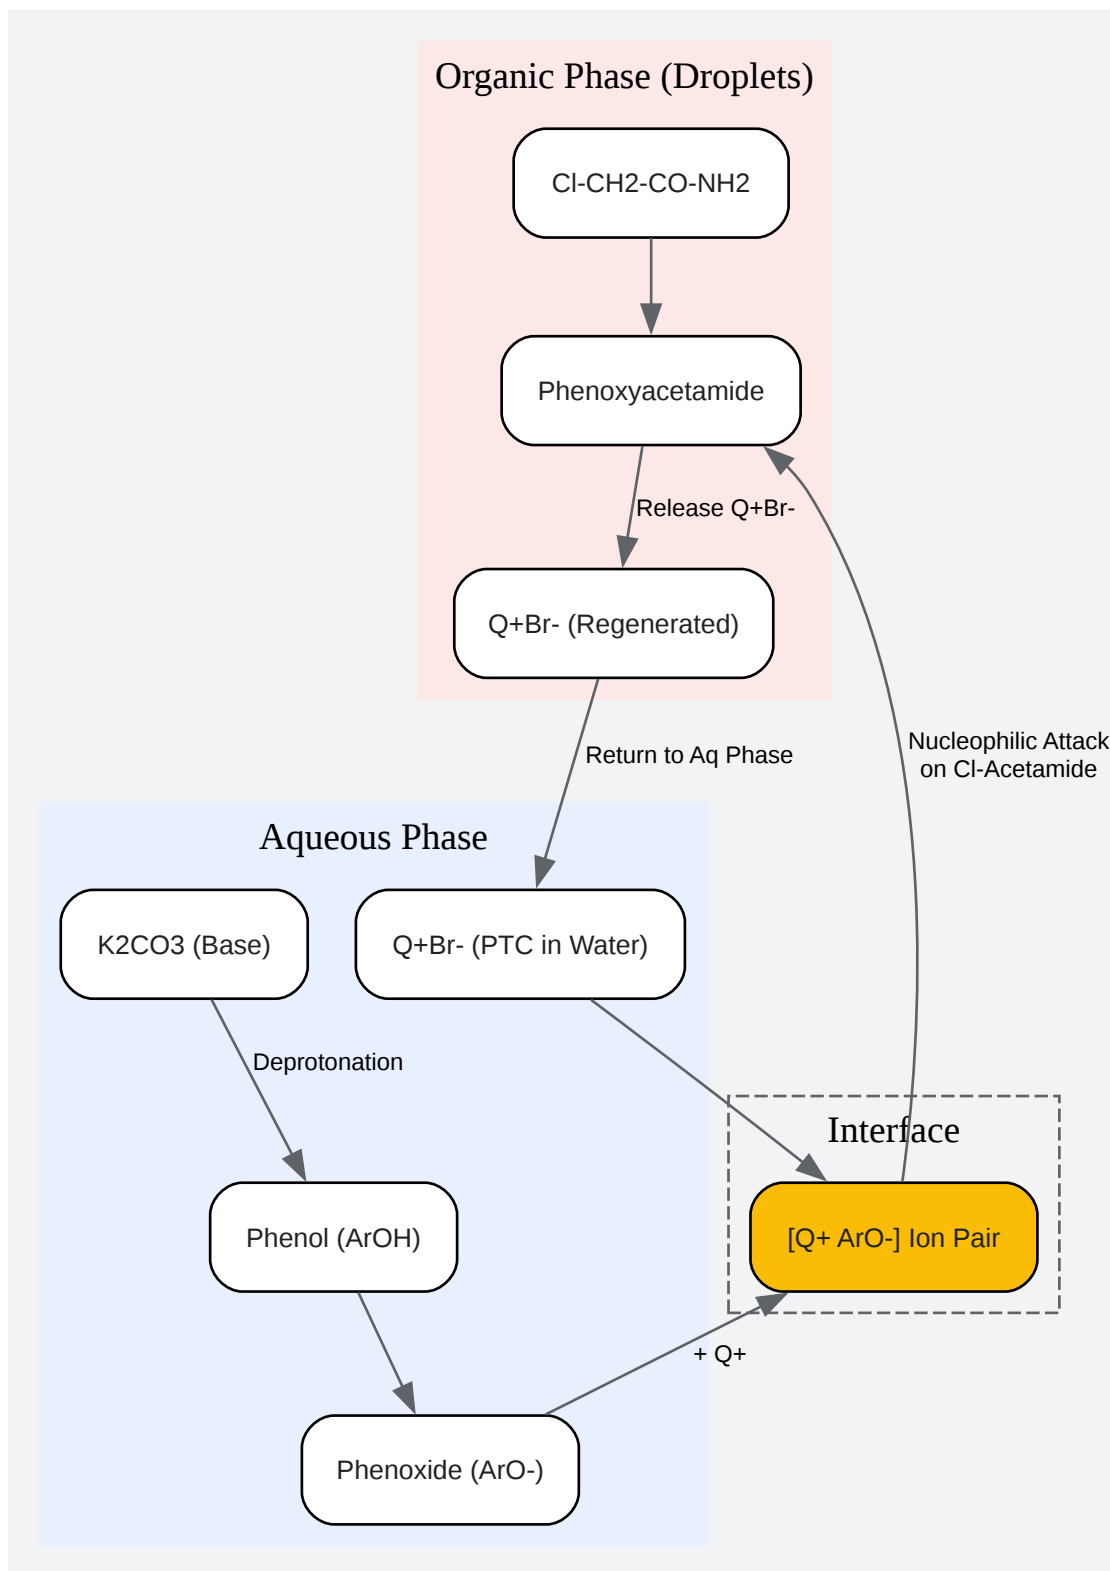 Organic Phase (Droplets)
Cl-CH2-CO-NH2
Phenoxyacetamide
Release Q+Br-
Q+Br- (Regenerated)
Return to Aq Phase
Nucleophilic Attack
on Cl-Acetamide
Aqueous Phase
K2CO3 (Base)
Q+Br- (PTC in Water)
Deprotonation
Interface
Phenol (ArOH)
[Q+ ArO-] Ion Pair
+ Q+
Phenoxide (ArO-)